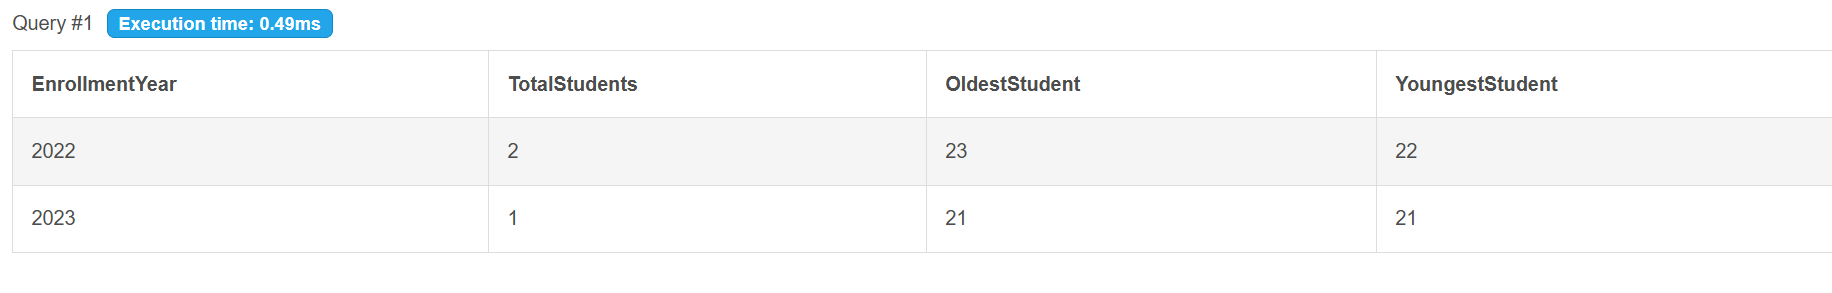 Query #1 Execution time: 0.49ms
EnrollmentYear TotalStudents OldestStudent YoungestStudent
2022 2 23 22
2023 1 21 21